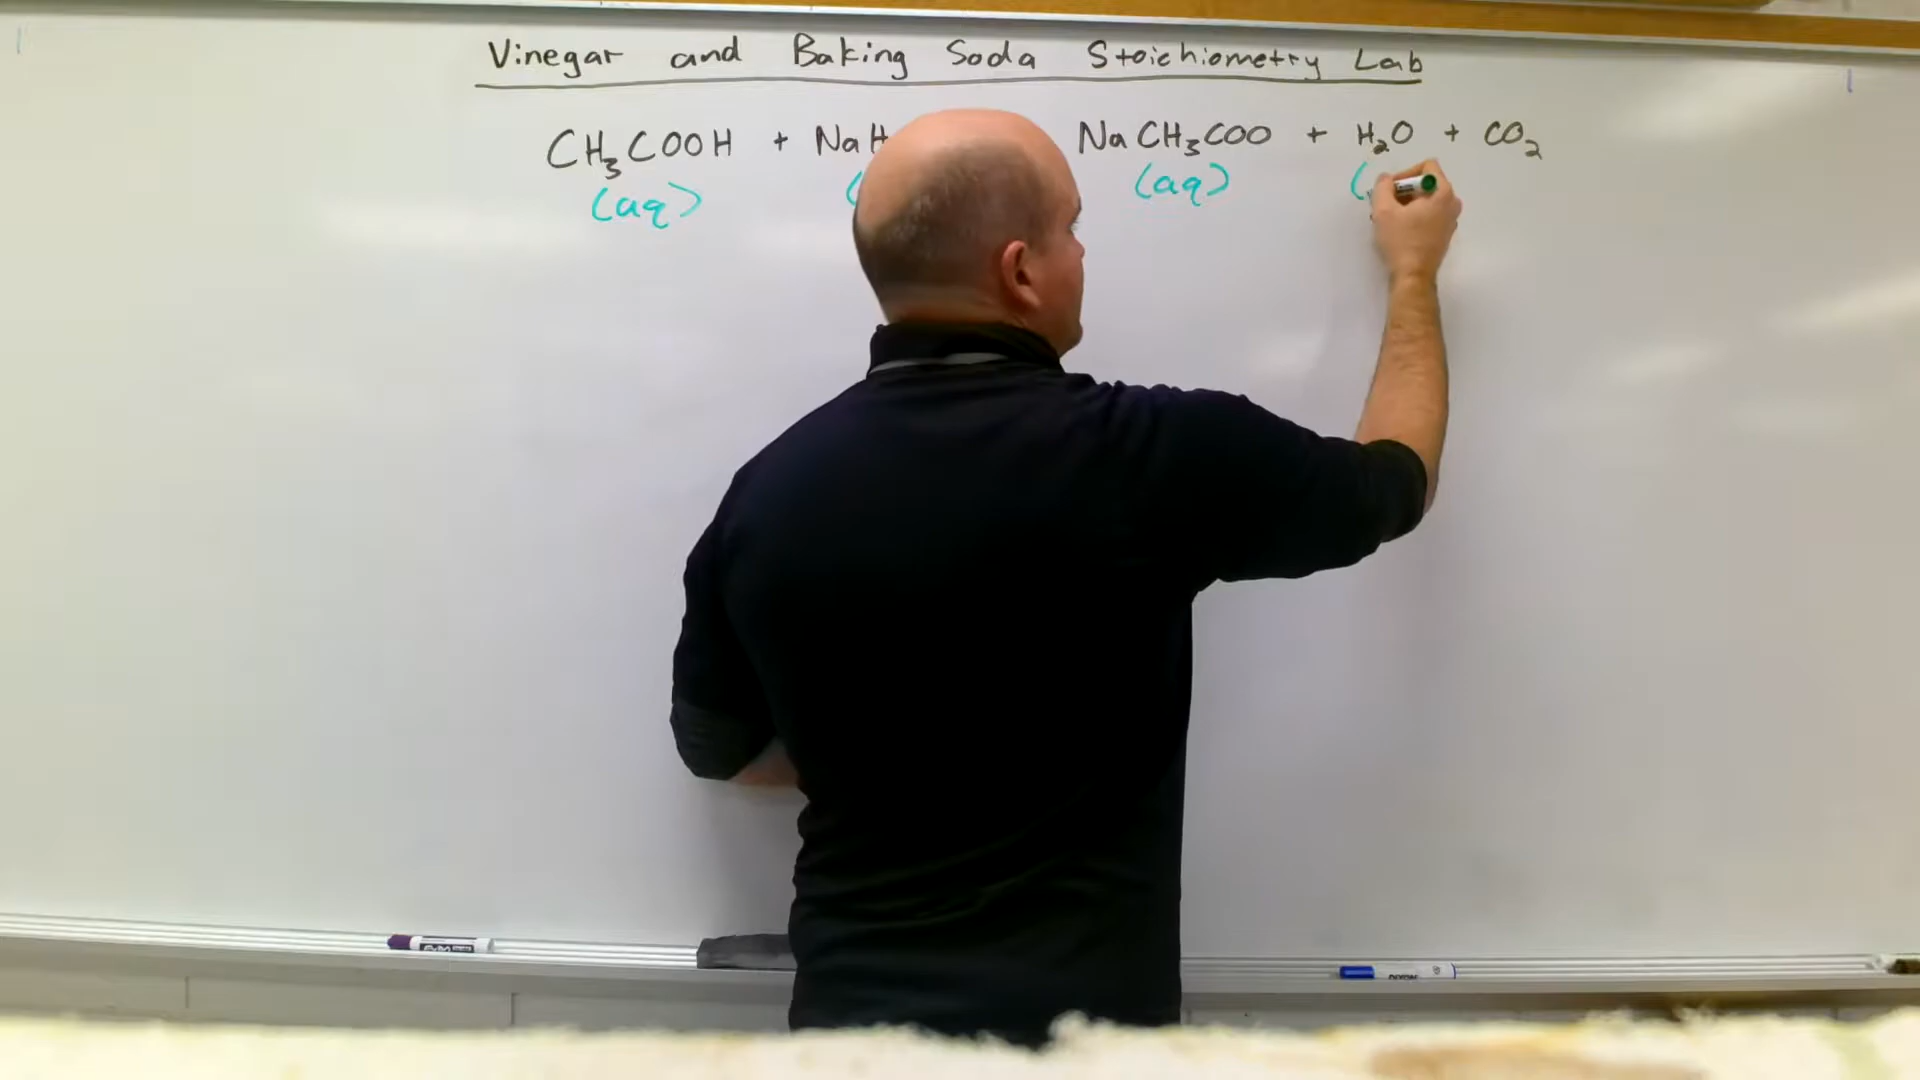 Vinegar and Baking Soda Stoichiometry Lab
CH₃COOH + NaH NaCH₃COO + H₂O + CO₂
(aq) ( (aq) (